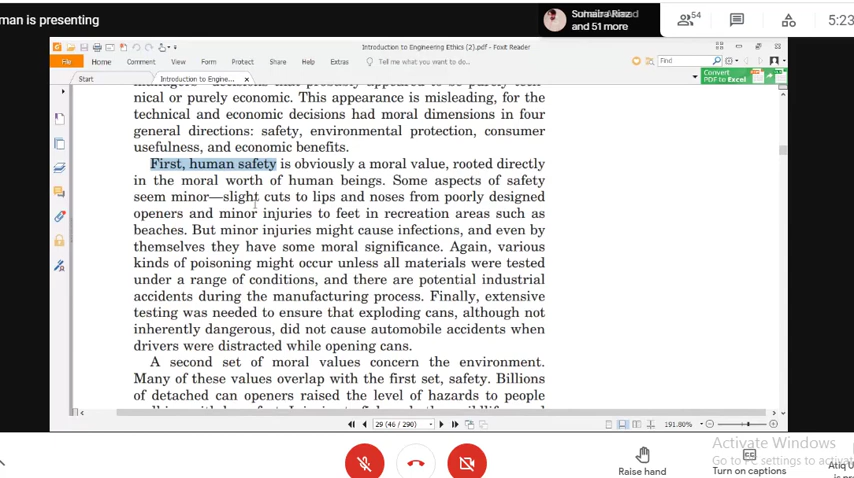 man is presenting
and 51 more
54
5:23
Introduction to Engineering Ethics (2).pdf - Foxit Reader
File Home Comment View Form Protect Share Help Extras Tell me what you want to do...
Find
Start Introduction to Engine...
Convert
PDF to Excel
nical or purely economic. This appearance is misleading, for the
technical and economic decisions had moral dimensions in four
general directions: safety, environmental protection, consumer
usefulness, and economic benefits.
First, human safety is obviously a moral value, rooted directly
in the moral worth of human beings. Some aspects of safety
seem minor—slight cuts to lips and noses from poorly designed
openers and minor injuries to feet in recreation areas such as
beaches. But minor injuries might cause infections, and even by
themselves they have some moral significance. Again, various
kinds of poisoning might occur unless all materials were tested
under a range of conditions, and there are potential industrial
accidents during the manufacturing process. Finally, extensive
testing was needed to ensure that exploding cans, although not
inherently dangerous, did not cause automobile accidents when
drivers were distracted while opening cans.
A second set of moral values concern the environment.
Many of these values overlap with the first set, safety. Billions
of detached can openers raised the level of hazards to people
29 (46 / 290)
191.80%
Activate Windows
Go to PC settings to activat
Raise hand
Turn on captions
Atiq U
is pre